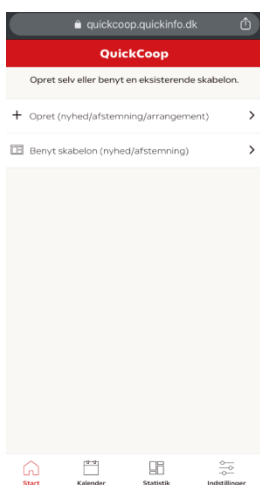 quickcoop.quickinfo.dk
QuickCoop
Opret selv eller benyt en eksisterende skabelon.
Opret (nyhed/afstemning/arrangement)
Benyt skabelon (nyhed/afstemning)
Start Kalender Statistik Indstillinger